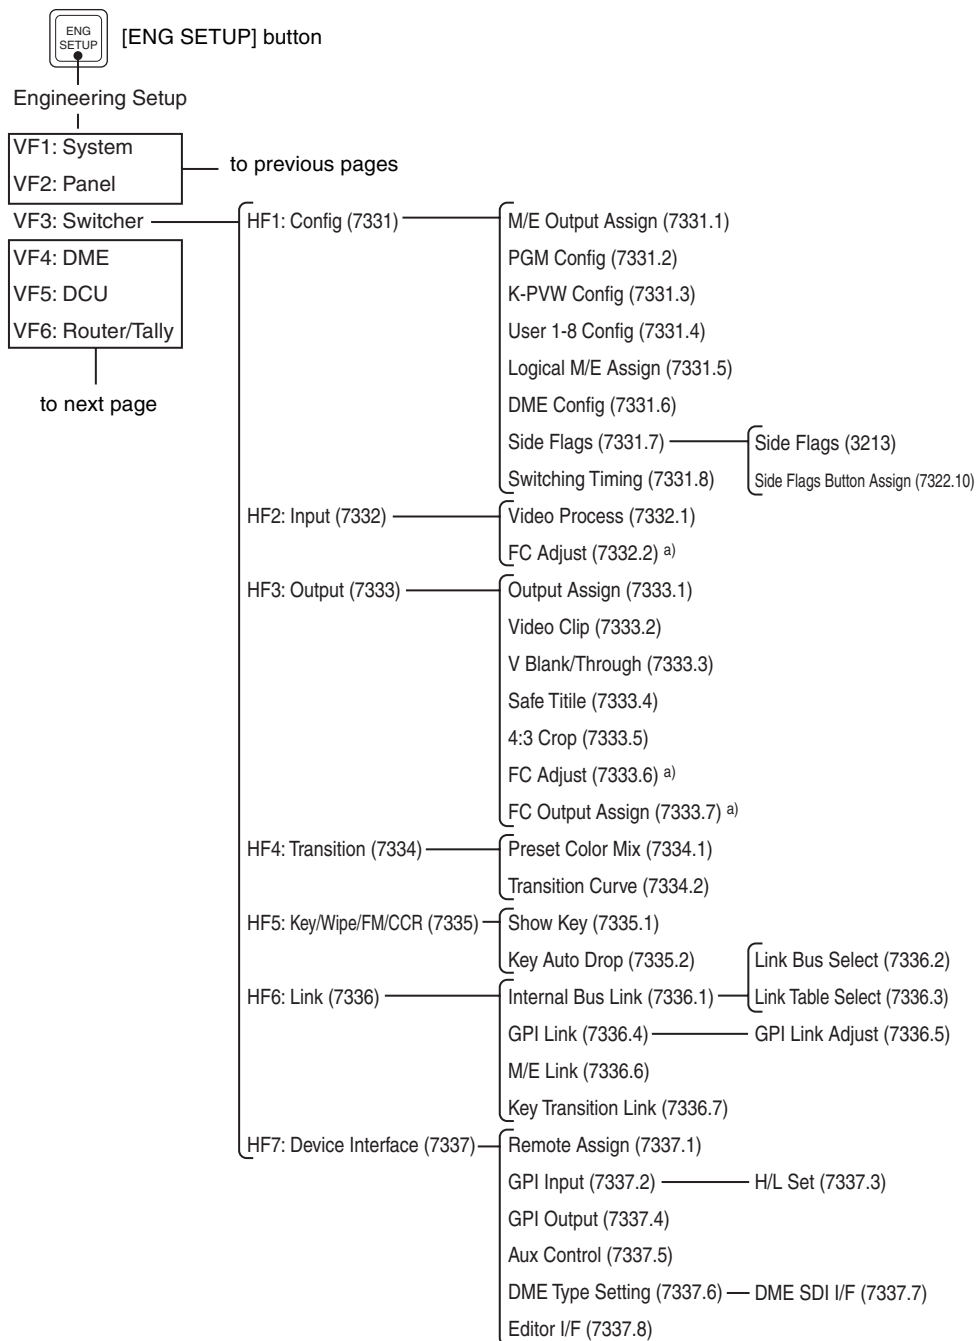 ENG
SETUP
[ENG SETUP] button
Engineering Setup
VF1: System
VF2: Panel
to previous pages
VF3: Switcher
VF4: DME
VF5: DCU
VF6: Router/Tally
to next page
HF1: Config (7331)
M/E Output Assign (7331.1)
PGM Config (7331.2)
K-PVW Config (7331.3)
User 1-8 Config (7331.4)
Logical M/E Assign (7331.5)
DME Config (7331.6)
Side Flags (7331.7)
Side Flags (3213)
Side Flags Button Assign (7322.10)
Switching Timing (7331.8)
HF2: Input (7332)
Video Process (7332.1)
FC Adjust (7332.2) a)
HF3: Output (7333)
Output Assign (7333.1)
Video Clip (7333.2)
V Blank/Through (7333.3)
Safe Titile (7333.4)
4:3 Crop (7333.5)
FC Adjust (7333.6) a)
FC Output Assign (7333.7) a)
HF4: Transition (7334)
Preset Color Mix (7334.1)
Transition Curve (7334.2)
HF5: Key/Wipe/FM/CCR (7335)
Show Key (7335.1)
Key Auto Drop (7335.2)
HF6: Link (7336)
Internal Bus Link (7336.1)
Link Bus Select (7336.2)
Link Table Select (7336.3)
GPI Link (7336.4)
GPI Link Adjust (7336.5)
M/E Link (7336.6)
Key Transition Link (7336.7)
HF7: Device Interface (7337)
Remote Assign (7337.1)
GPI Input (7337.2)
H/L Set (7337.3)
GPI Output (7337.4)
Aux Control (7337.5)
DME Type Setting (7337.6)
DME SDI I/F (7337.7)
Editor I/F (7337.8)